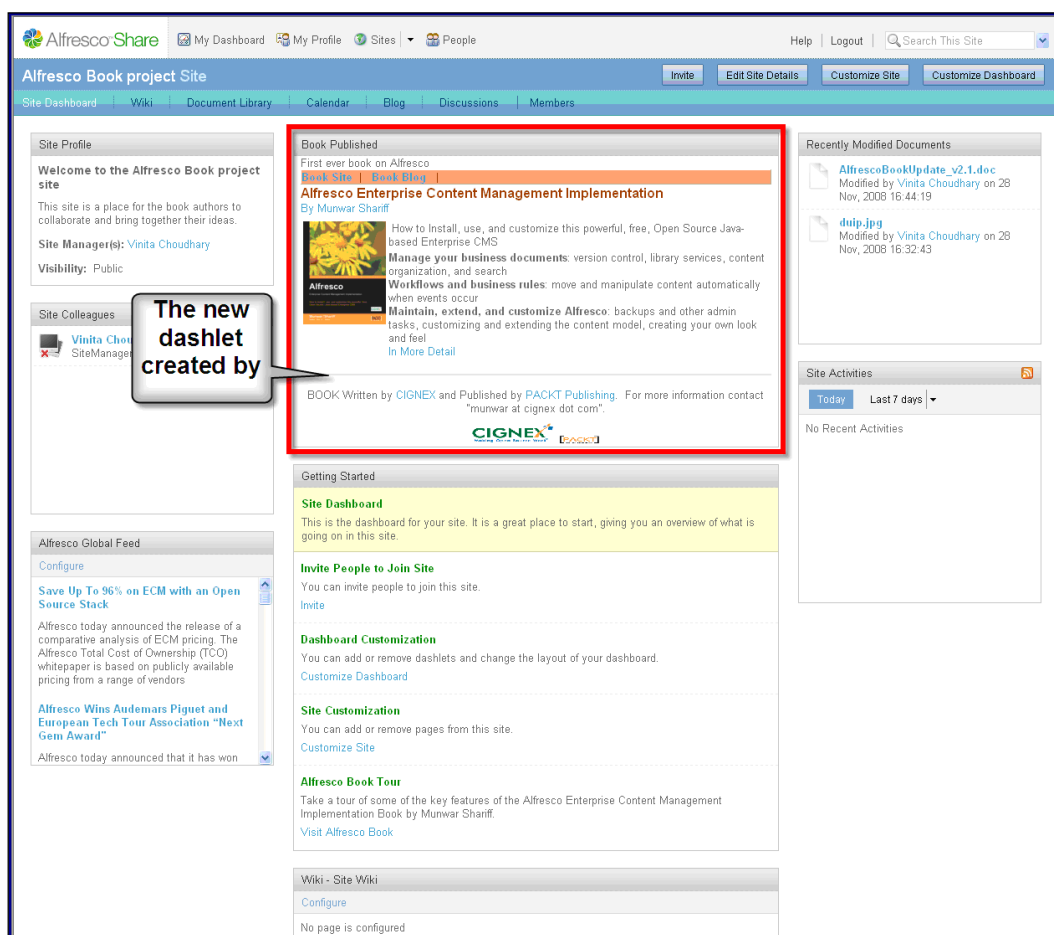 Alfresco Share
My Dashboard
My Profile
Sites
People
Help | Logout |
Search This Site
Alfresco Book project Site
Invite
Edit Site Details
Customize Site
Customize Dashboard
Site Dashboard | Wiki | Document Library | Calendar | Blog | Discussions | Members
Site Profile
Welcome to the Alfresco Book project
site
This site is a place for the book authors to
collaborate and bring together their ideas.
Site Manager(s): Vinita Choudhary
Visibility: Public
Site Colleagues
Vinita Chou
SiteManager
The new
dashlet
created by
Alfresco Global Feed
Configure
Save Up To 96% on ECM with an Open
Source Stack
Alfresco today announced the release of a
comparative analysis of ECM pricing. The
Alfresco Total Cost of Ownership (TCO)
whitepaper is based on publicly available
pricing from a range of vendors
Alfresco Wins Audemars Piguet and
European Tech Tour Association “Next
Gem Award”
Alfresco today announced that it has won
Book Published
First ever book on Alfresco
Book Site | Book Blog |
Alfresco Enterprise Content Management Implementation
By Munwar Shariff
Alfresco
How to Install, use, and customize this powerful, free, Open Source Java-
based Enterprise CMS
Manage your business documents: version control, library services, content
organization, and search
Workflows and business rules: move and manipulate content automatically
when events occur
Maintain, extend, and customize Alfresco: backups and other admin
tasks, customizing and extending the content model, creating your own look
and feel
In More Detail
BOOK Written by CIGNEX and Published by PACKT Publishing. For more information contact
"munwar at cignex dot com".
CIGNEX
[PACKT]
Getting Started
Site Dashboard
This is the dashboard for your site. It is a great place to start, giving you an overview of what is
going on in this site.
Invite People to Join Site
You can invite people to join this site.
Invite
Dashboard Customization
You can add or remove dashlets and change the layout of your dashboard.
Customize Dashboard
Site Customization
You can add or remove pages from this site.
Customize Site
Alfresco Book Tour
Take a tour of some of the key features of the Alfresco Enterprise Content Management
Implementation Book by Munwar Shariff.
Visit Alfresco Book
Wiki - Site Wiki
Configure
No page is configured
Recently Modified Documents
AlfrescoBookUpdate_v2.1.doc
Modified by Vinita Choudhary on 28
Nov, 2008 16:44:19
duip.jpg
Modified by Vinita Choudhary on 28
Nov, 2008 16:32:43
Site Activities
Today
Last 7 days
No Recent Activities